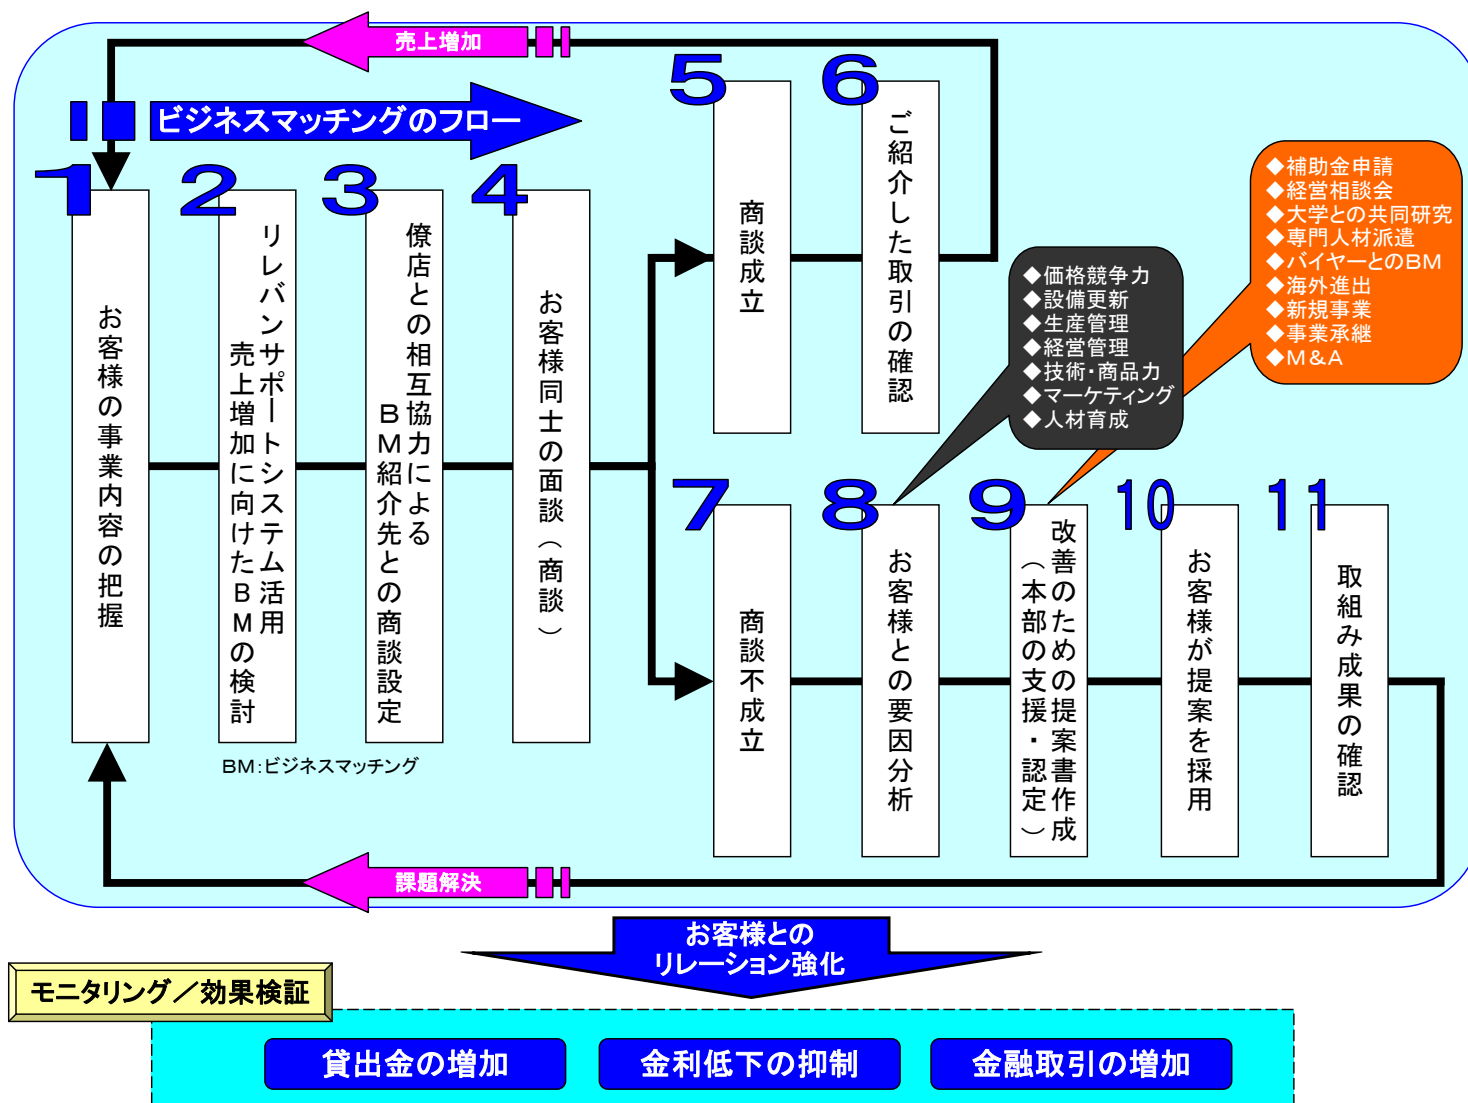 売上増加
ビジネスマッチングのフロー
1
お客様の事業内容の把握
2
リレバンサポートシステム活用
売上増加に向けたBMの検討
3
僚店との相互協力による
BM紹介先との商談設定
4
お客様同士の面談（商談）
5
商談成立
6
ご紹介した取引の確認
◆価格競争力
◆設備更新
◆生産管理
◆経営管理
◆技術・商品力
◆マーケティング
◆人材育成
◆補助金申請
◆経営相談会
◆大学との共同研究
◆専門人材派遣
◆バイヤーとのBM
◆海外進出
◆新規事業
◆事業承継
◆M&A
7
商談不成立
8
お客様との要因分析
9
改善のための提案書作成
（本部の支援・認定）
10
お客様が提案を採用
11
取組み成果の確認
BM:ビジネスマッチング
課題解決
お客様との
リレーション強化
モニタリング／効果検証
貸出金の増加
金利低下の抑制
金融取引の増加